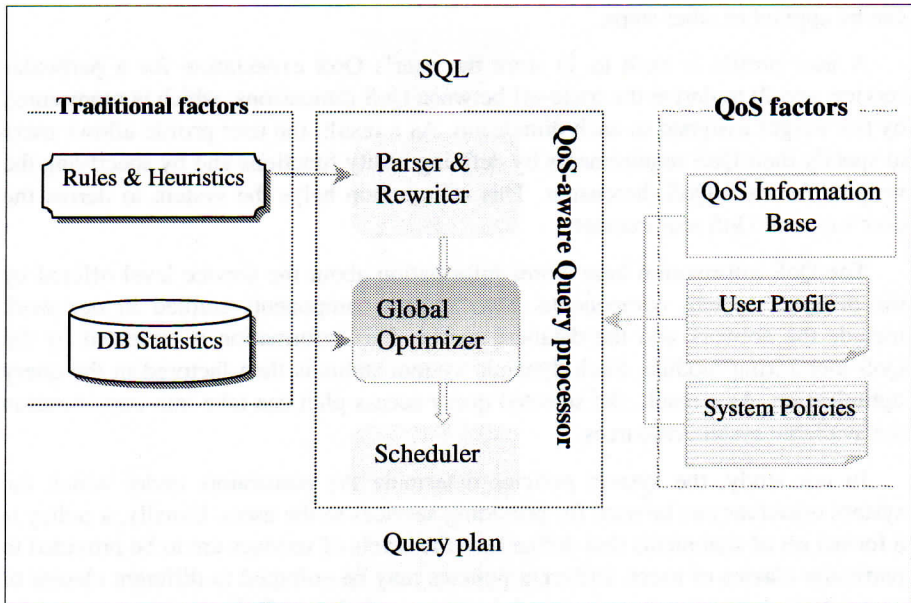 SQL
Traditional factors
QoS factors
Rules & Heuristics
Parser &
Rewriter
QoS-aware Query processor
QoS Information
Base
DB Statistics
Global
Optimizer
User Profile
System Policies
Scheduler
Query plan